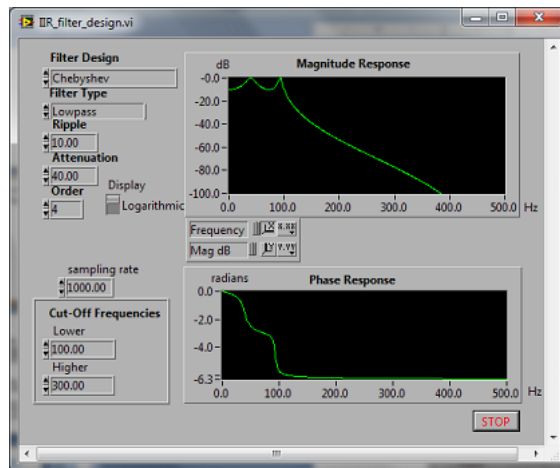 IIR_filter_design.vi
Filter Design
Chebyshev
Filter Type
Lowpass
Ripple
10.00
Attenuation
40.00
Order
4
Display
Logarithmic
sampling rate
1000.00
Cut-Off Frequencies
Lower
100.00
Higher
300.00
dB
Magnitude Response
-0.0
-20.0
-40.0
-60.0
-80.0
-100.0
0.0 100.0 200.0 300.0 400.0 500.0 Hz
Frequency X.XX
Mag dB Y.YY
radians
Phase Response
0.0
-2.0
-4.0
-6.3
0.0 100.0 200.0 300.0 400.0 500.0 Hz
STOP